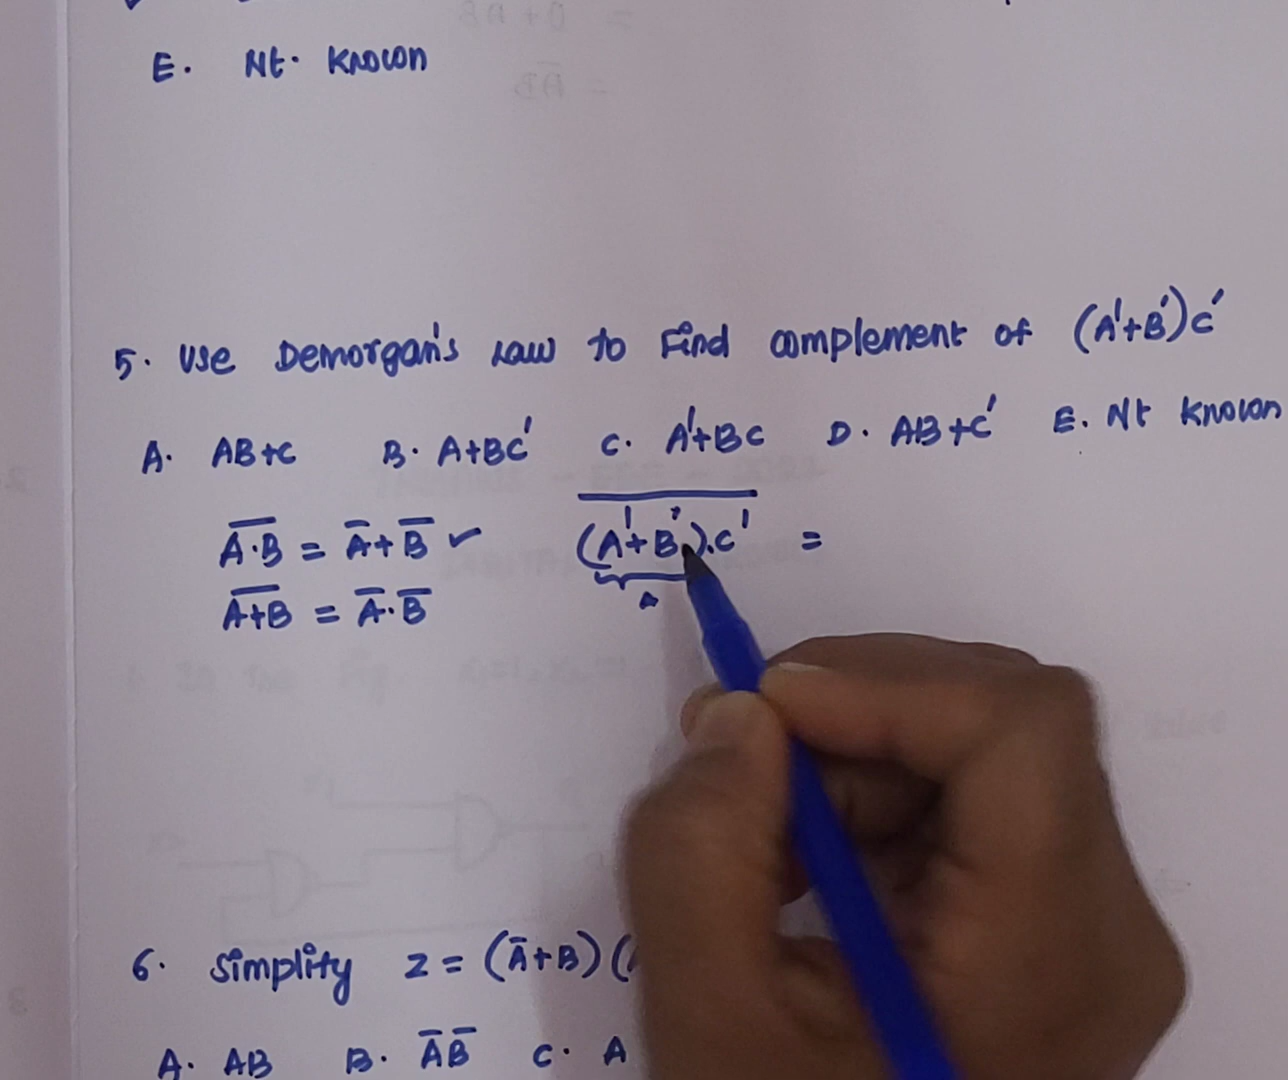 E. Nt. Known
5. Use Demorgan's Law to Find complement of (A'+B')C'
A. AB+C B. A+BC' C. A'+BC D. AB+C' E. Nt Known
A̅·̅B̅ = A̅+B̅ ✓ (̅A̅'̅+̅B̅'̅)̅.̅C̅'̅ =
A̅+̅B̅ = A̅·B̅ A
6. Simplify Z = (A̅+B)(
A. AB B. A̅B̅ C. A